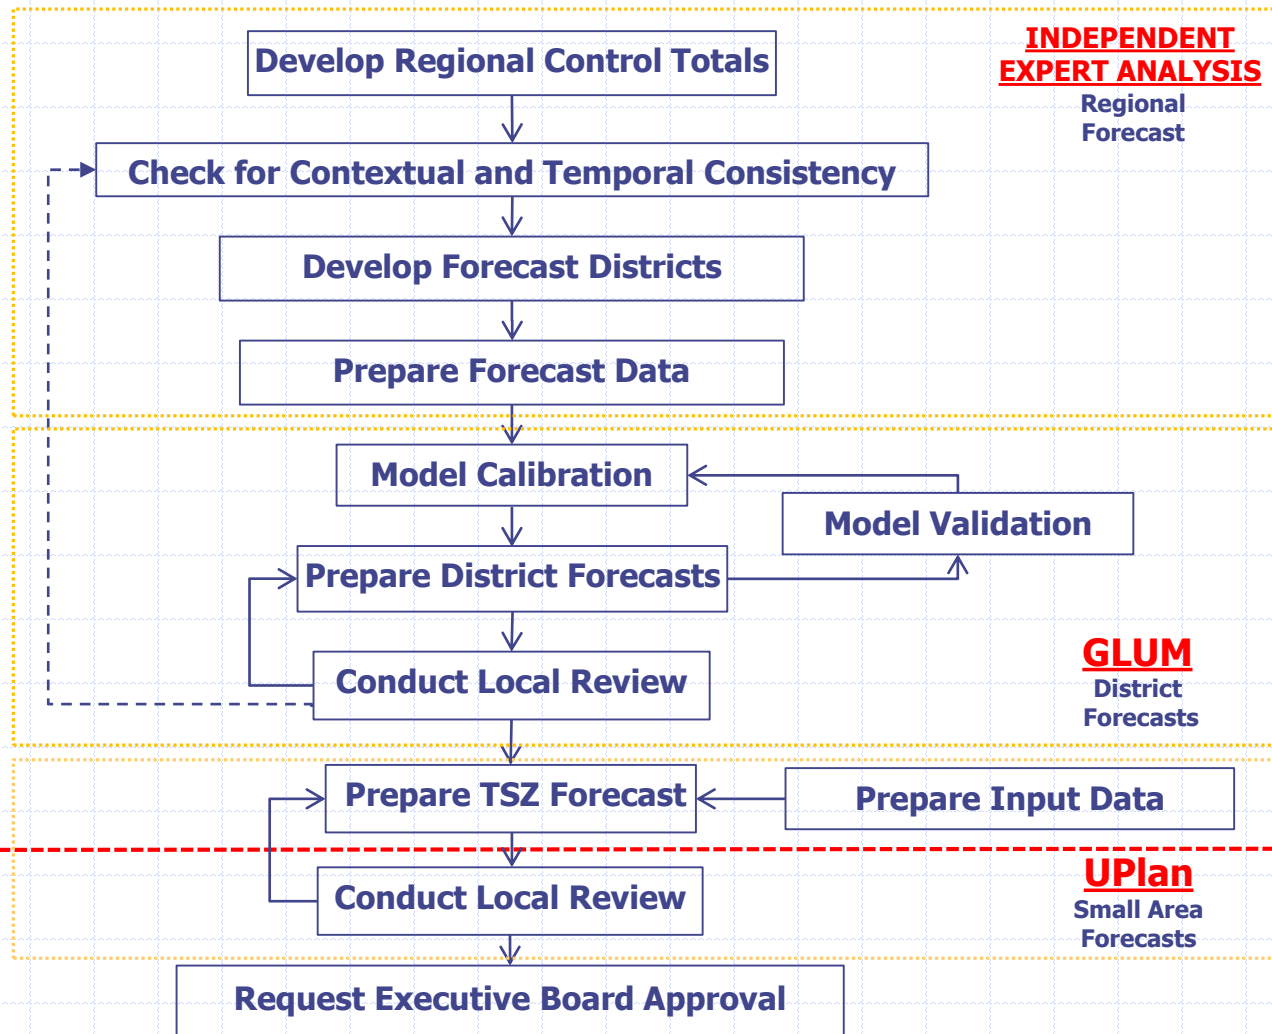 Develop Regional Control Totals
INDEPENDENT
EXPERT ANALYSIS
Regional
Forecast
Check for Contextual and Temporal Consistency
Develop Forecast Districts
Prepare Forecast Data
Model Calibration
Model Validation
Prepare District Forecasts
Conduct Local Review
GLUM
District
Forecasts
Prepare TSZ Forecast
Prepare Input Data
Conduct Local Review
UPlan
Small Area
Forecasts
Request Executive Board Approval